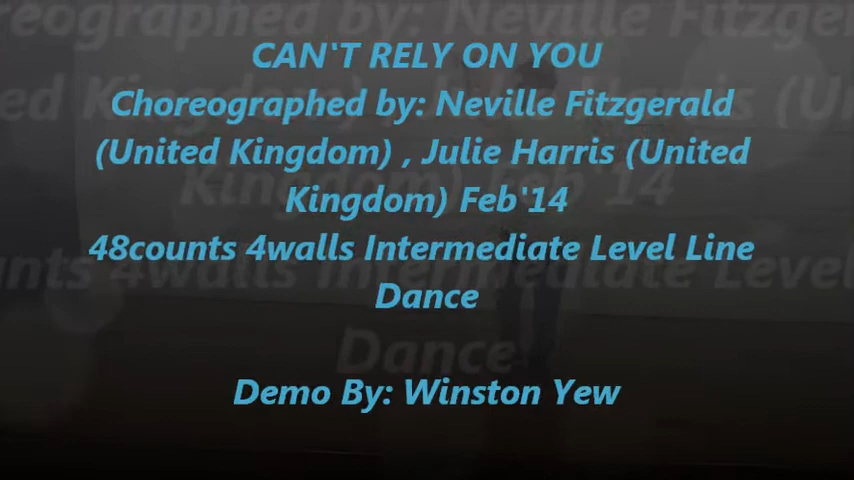 CAN'T RELY ON YOU
Choreographed by: Neville Fitzgerald
(United Kingdom) , Julie Harris (United
Kingdom) Feb'14
48counts 4walls Intermediate Level Line
Dance
Demo By: Winston Yew